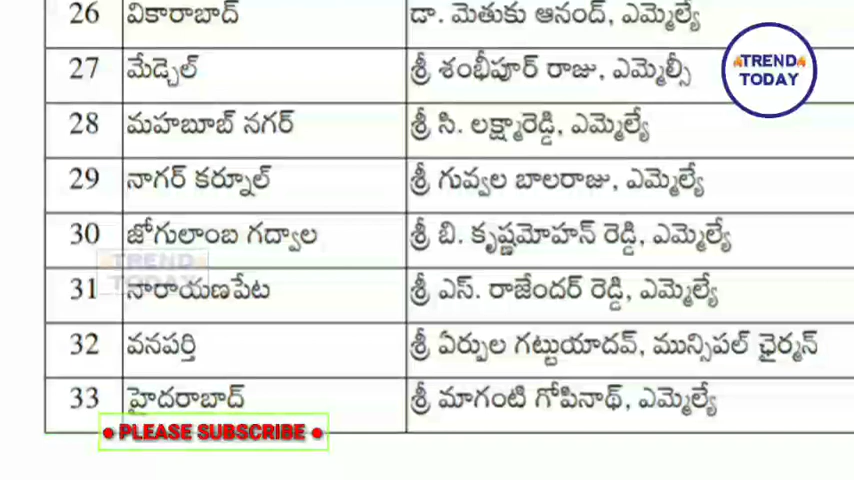 26 వికారాబాద్ డా. మెతుకు ఆనంద్, ఎమ్మెల్యే
27 మేడ్చెల్ శ్రీ శంభీపూర్ రాజు, ఎమ్మెల్సీ
TREND
TODAY
28 మహబూబ్ నగర్ శ్రీ సి. లక్ష్మారెడ్డి, ఎమ్మెల్యే
29 నాగర్ కర్నూల్ శ్రీ గువ్వల బాలరాజు, ఎమ్మెల్యే
30 జోగులాంబ గద్వాల శ్రీ బి. కృష్ణమోహన్ రెడ్డి, ఎమ్మెల్యే
TREND
TODAY
31 నారాయణపేట శ్రీ ఎస్. రాజేందర్ రెడ్డి, ఎమ్మెల్యే
32 వనపర్తి శ్రీ ఏర్పుల గట్టుయాదవ్, మున్సిపల్ ఛైర్మన్
33 హైదరాబాద్ శ్రీ మాగంటి గోపినాథ్, ఎమ్మెల్యే
• PLEASE SUBSCRIBE •